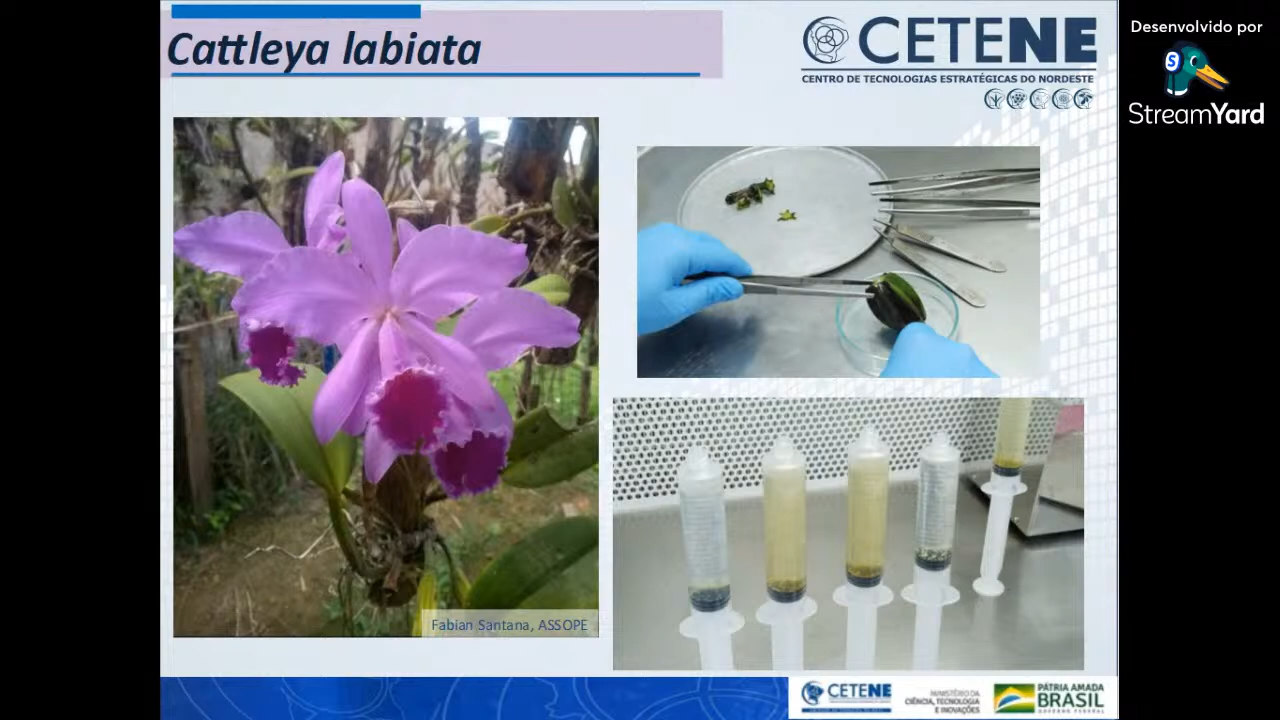 Cattleya labiata
CETENE
CENTRO DE TECNOLOGIAS ESTRATÉGICAS DO NORDESTE
Desenvolvido por
S
StreamYard
Fabian Santana, ASSOPE
CETENE
MINISTÉRIO DA
CIÊNCIA, TECNOLOGIA
E INOVAÇÕES
PÁTRIA AMADA
BRASIL
GOVERNO FEDERAL